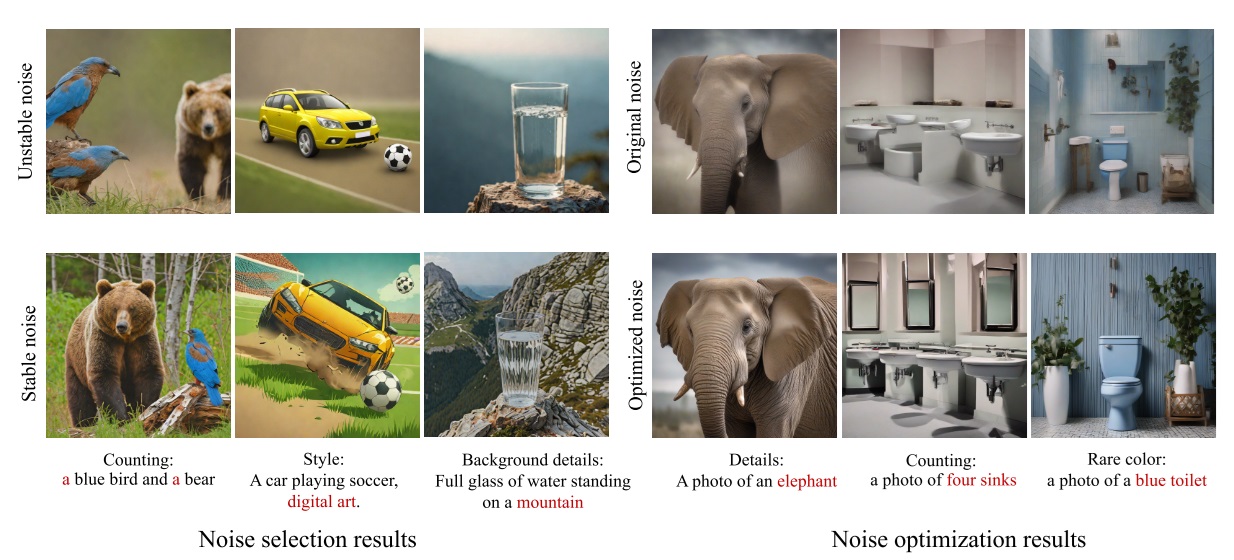 Unstable noise
Original noise
Stable noise
Optimized noise
Counting:
a blue bird and a bear
Style:
A car playing soccer,
digital art.
Background details:
Full glass of water standing
on a mountain
Details:
A photo of an elephant
Counting:
a photo of four sinks
Rare color:
a photo of a blue toilet
Noise selection results
Noise optimization results